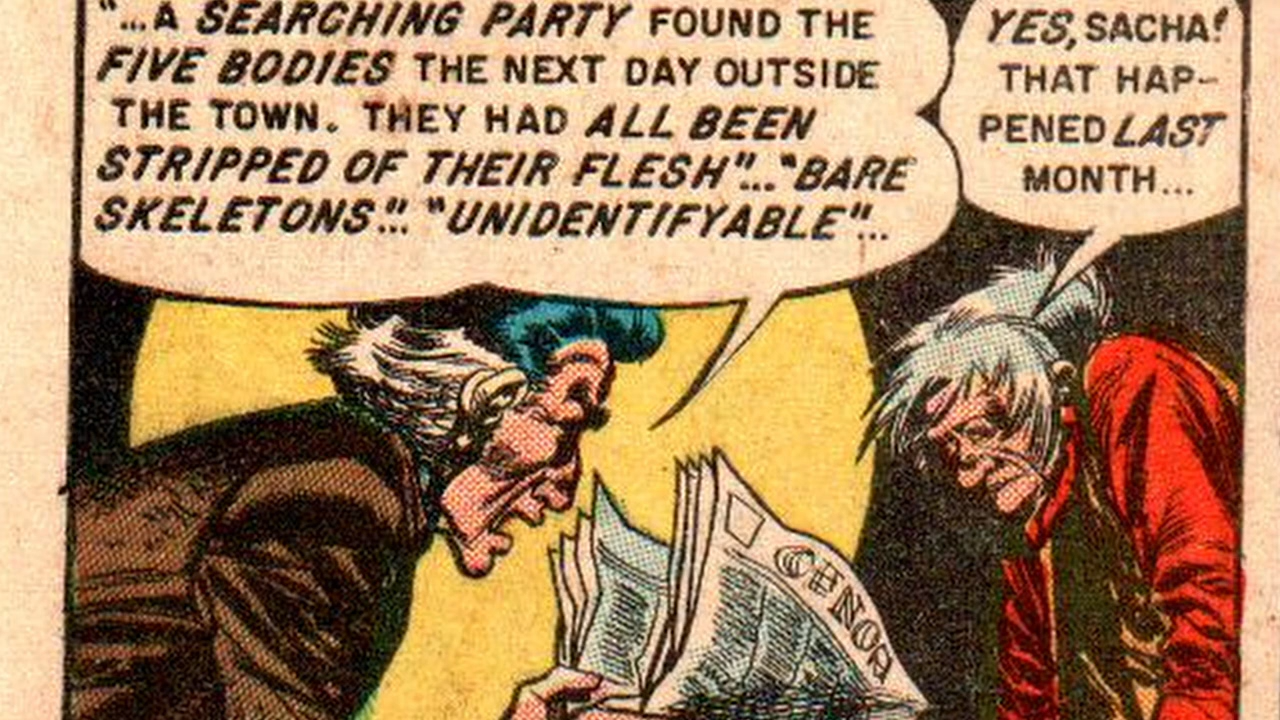 "...A SEARCHING PARTY FOUND THE
FIVE BODIES THE NEXT DAY OUTSIDE
THE TOWN. THEY HAD ALL BEEN
STRIPPED OF THEIR FLESH"..."BARE
SKELETONS"... "UNIDENTIFYABLE"...
YES, SACHA!
THAT HAP-
PENED LAST
MONTH...
CENOR